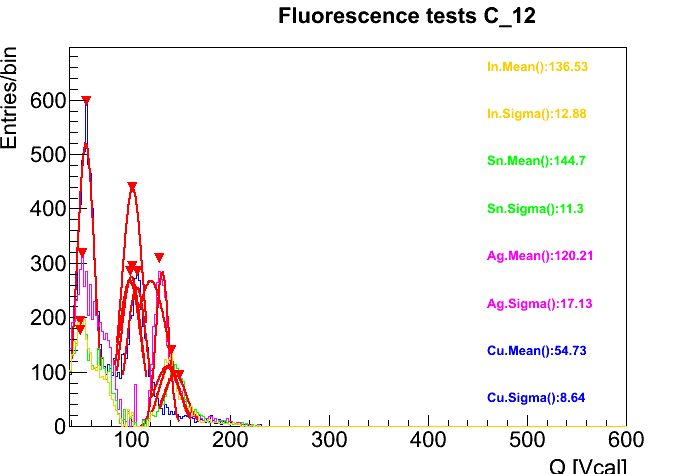 Fluorescence tests C_12
Entries/bin
600
500
400
300
200
100
0
In.Mean():136.53
In.Sigma():12.88
Sn.Mean():144.7
Sn.Sigma():11.3
Ag.Mean():120.21
Ag.Sigma():17.13
Cu.Mean():54.73
Cu.Sigma():8.64
100 200 300 400 500 600
Q [Vcal]